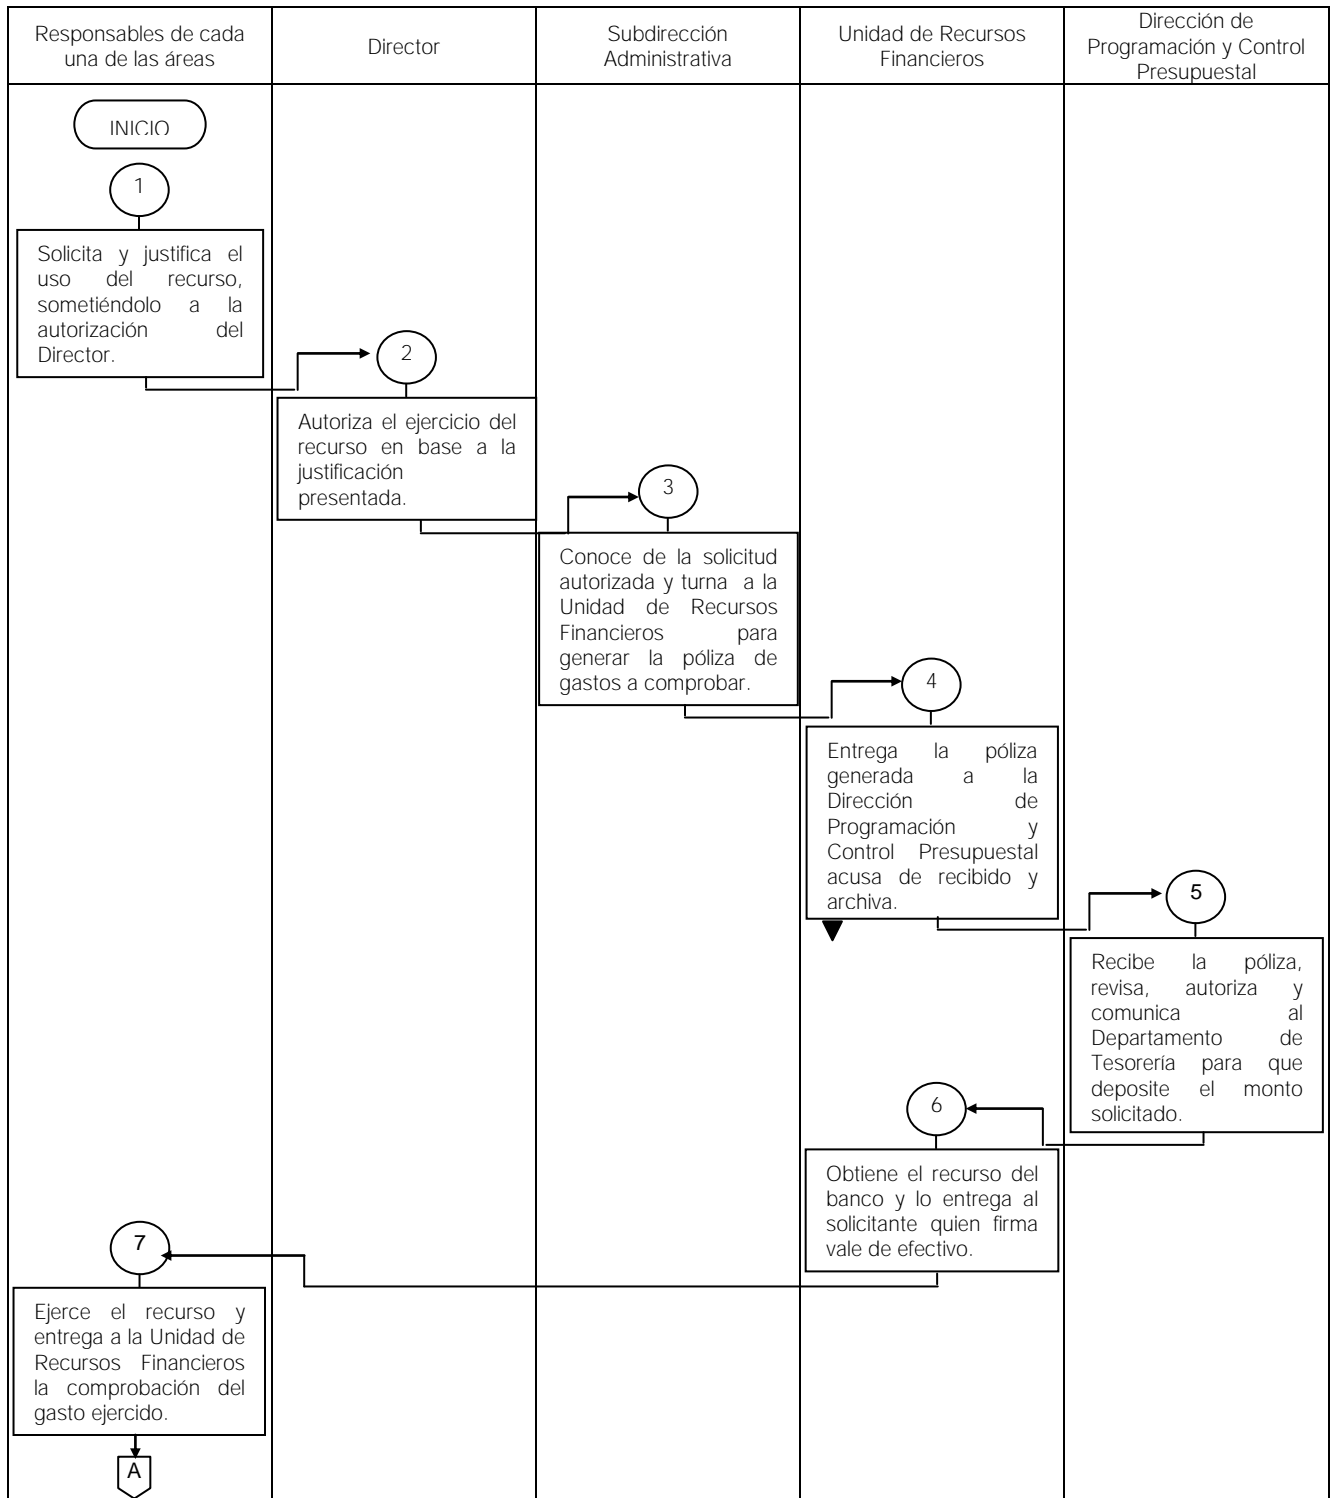 Responsables de cada
una de las áreas
Director
Subdirección
Administrativa
Unidad de Recursos
Financieros
Dirección de
Programación y Control
Presupuestal
INICIO
1
Solicita y justifica el
uso del recurso,
sometiéndolo a la
autorización del
Director.
2
Autoriza el ejercicio del
recurso en base a la
justificación
presentada.
3
Conoce de la solicitud
autorizada y turna a la
Unidad de Recursos
Financieros para
generar la póliza de
gastos a comprobar.
4
Entrega la póliza
generada a la
Dirección de
Programación y
Control Presupuestal
acusa de recibido y
archiva.
5
Recibe la póliza,
revisa, autoriza y
comunica al
Departamento de
Tesorería para que
deposite el monto
solicitado.
6
Obtiene el recurso del
banco y lo entrega al
solicitante quien firma
vale de efectivo.
7
Ejerce el recurso y
entrega a la Unidad de
Recursos Financieros
la comprobación del
gasto ejercido.
A